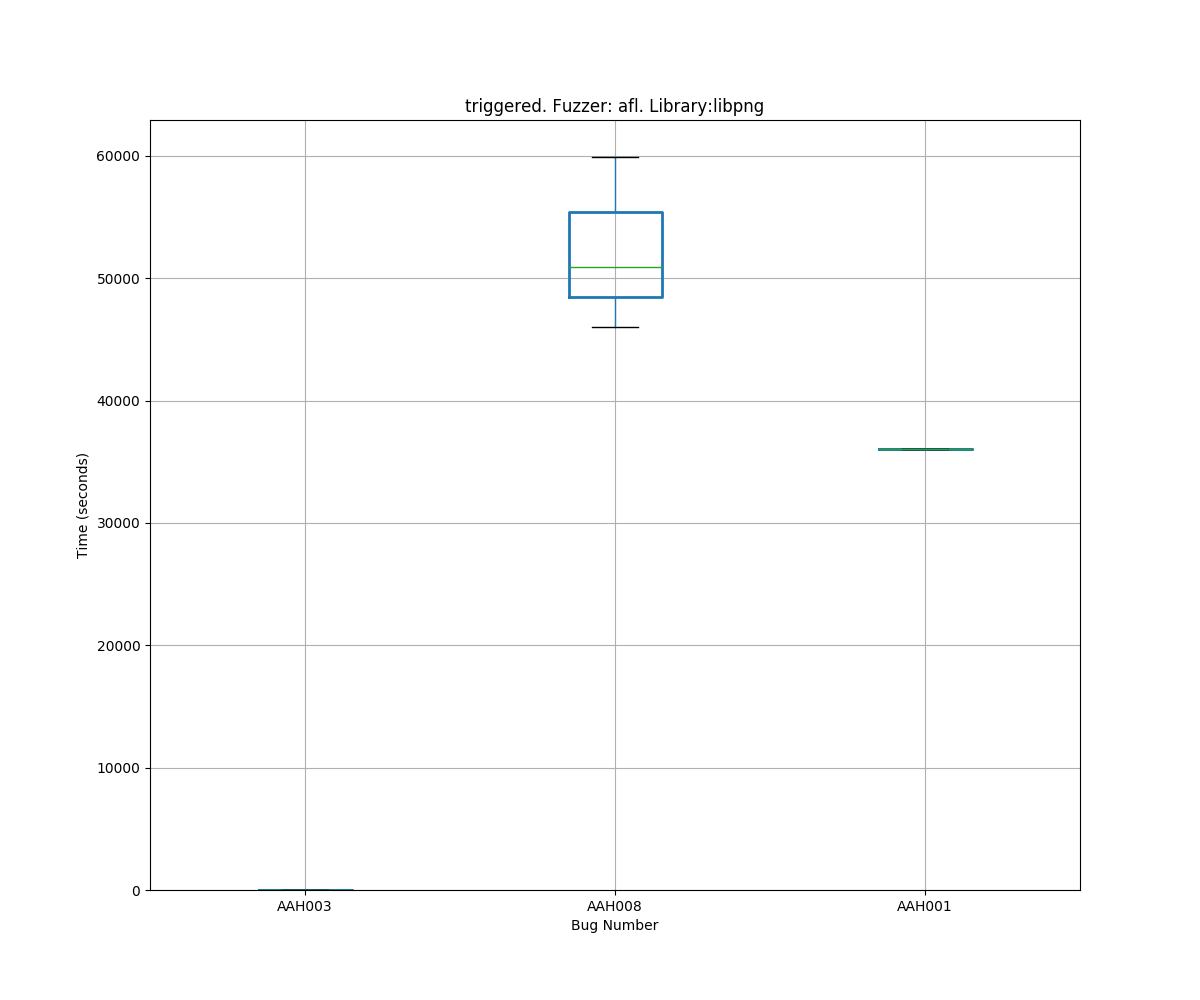 triggered. Fuzzer: afl. Library:libpng
60000
50000
40000
30000
20000
10000
0
Time (seconds)
AAH003 AAH008 AAH001
Bug Number